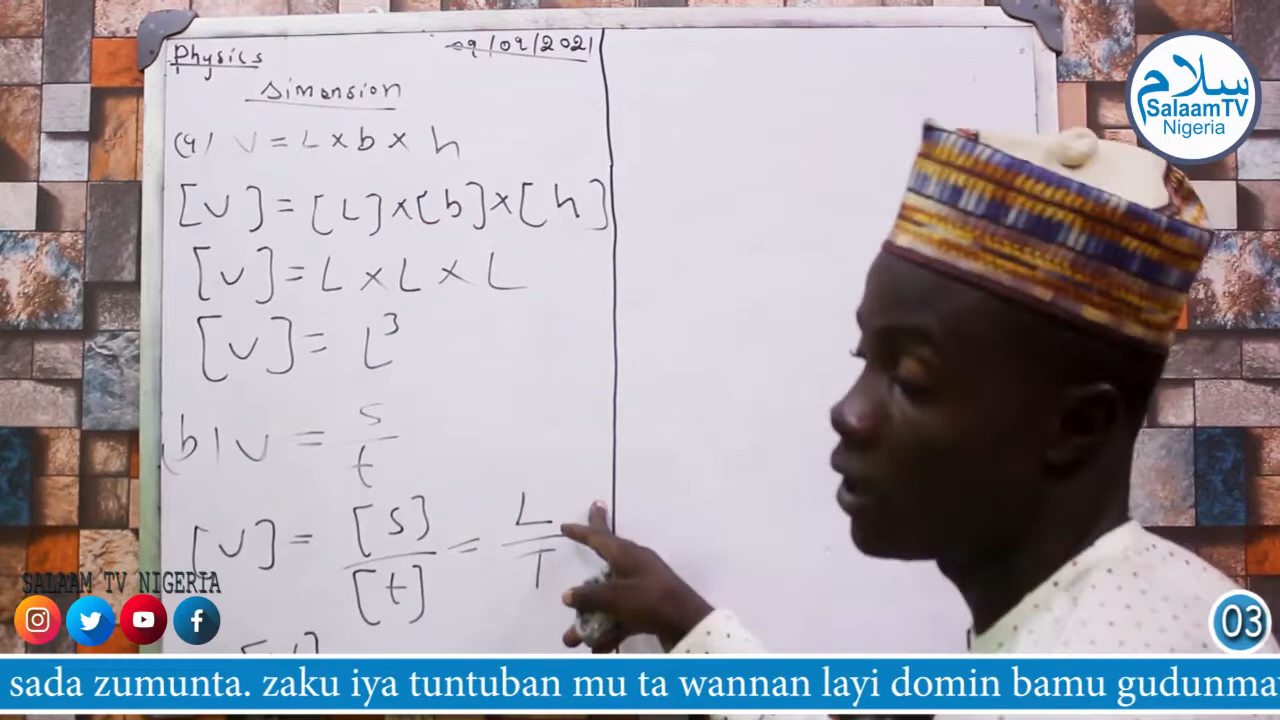 Physics
09/09/2021
Dimension
(a) V = L × b × h
[V] = [L] × [b] × [h]
[V] = L × L × L
[V] = L³
(b) V = s/t
[V] = [s]/[t] = L/T
سلام
SalaamTV
Nigeria
SALAAM TV NIGERIA
03
sada zumunta. zaku iya tuntuban mu ta wannan layi domin bamu gudunma